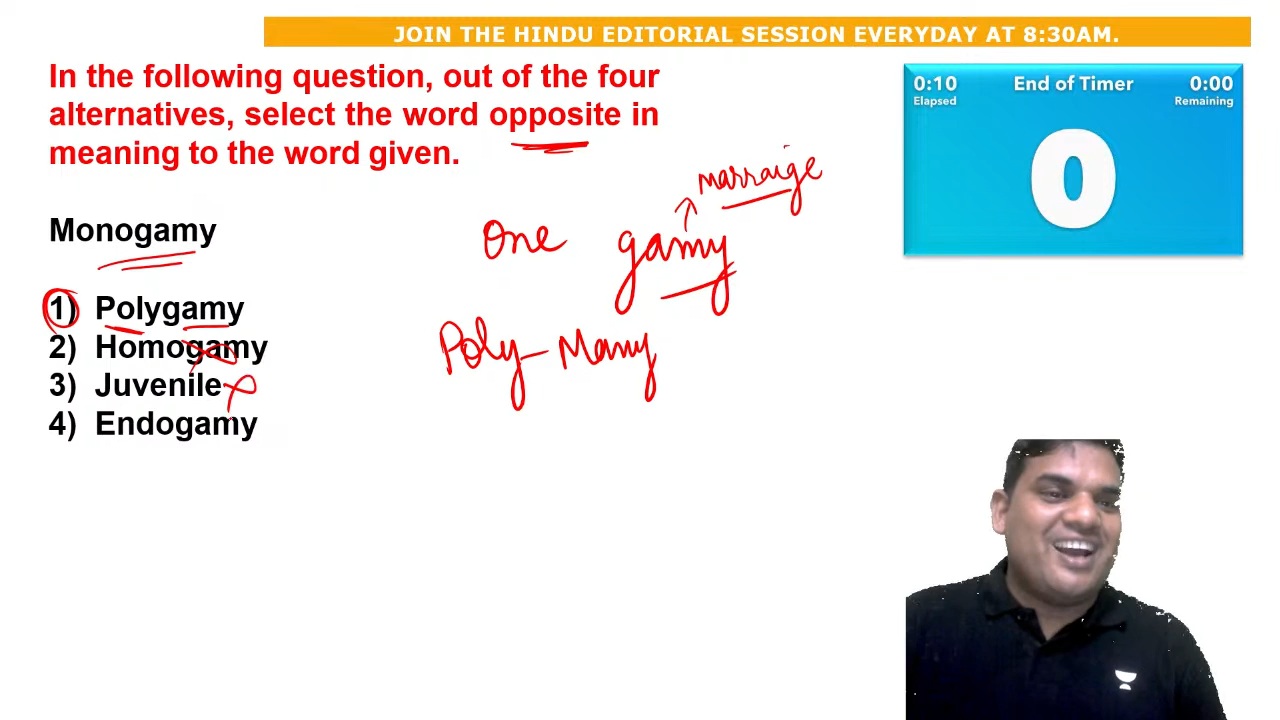 JOIN THE HINDU EDITORIAL SESSION EVERYDAY AT 8:30AM.
In the following question, out of the four
alternatives, select the word opposite in
meaning to the word given.
0:10 End of Timer 0:00
Elapsed Remaining
0
marraige
Monogamy
One gamy
1) Polygamy
2) Homogamy
Poly - Many
3) Juvenile
4) Endogamy